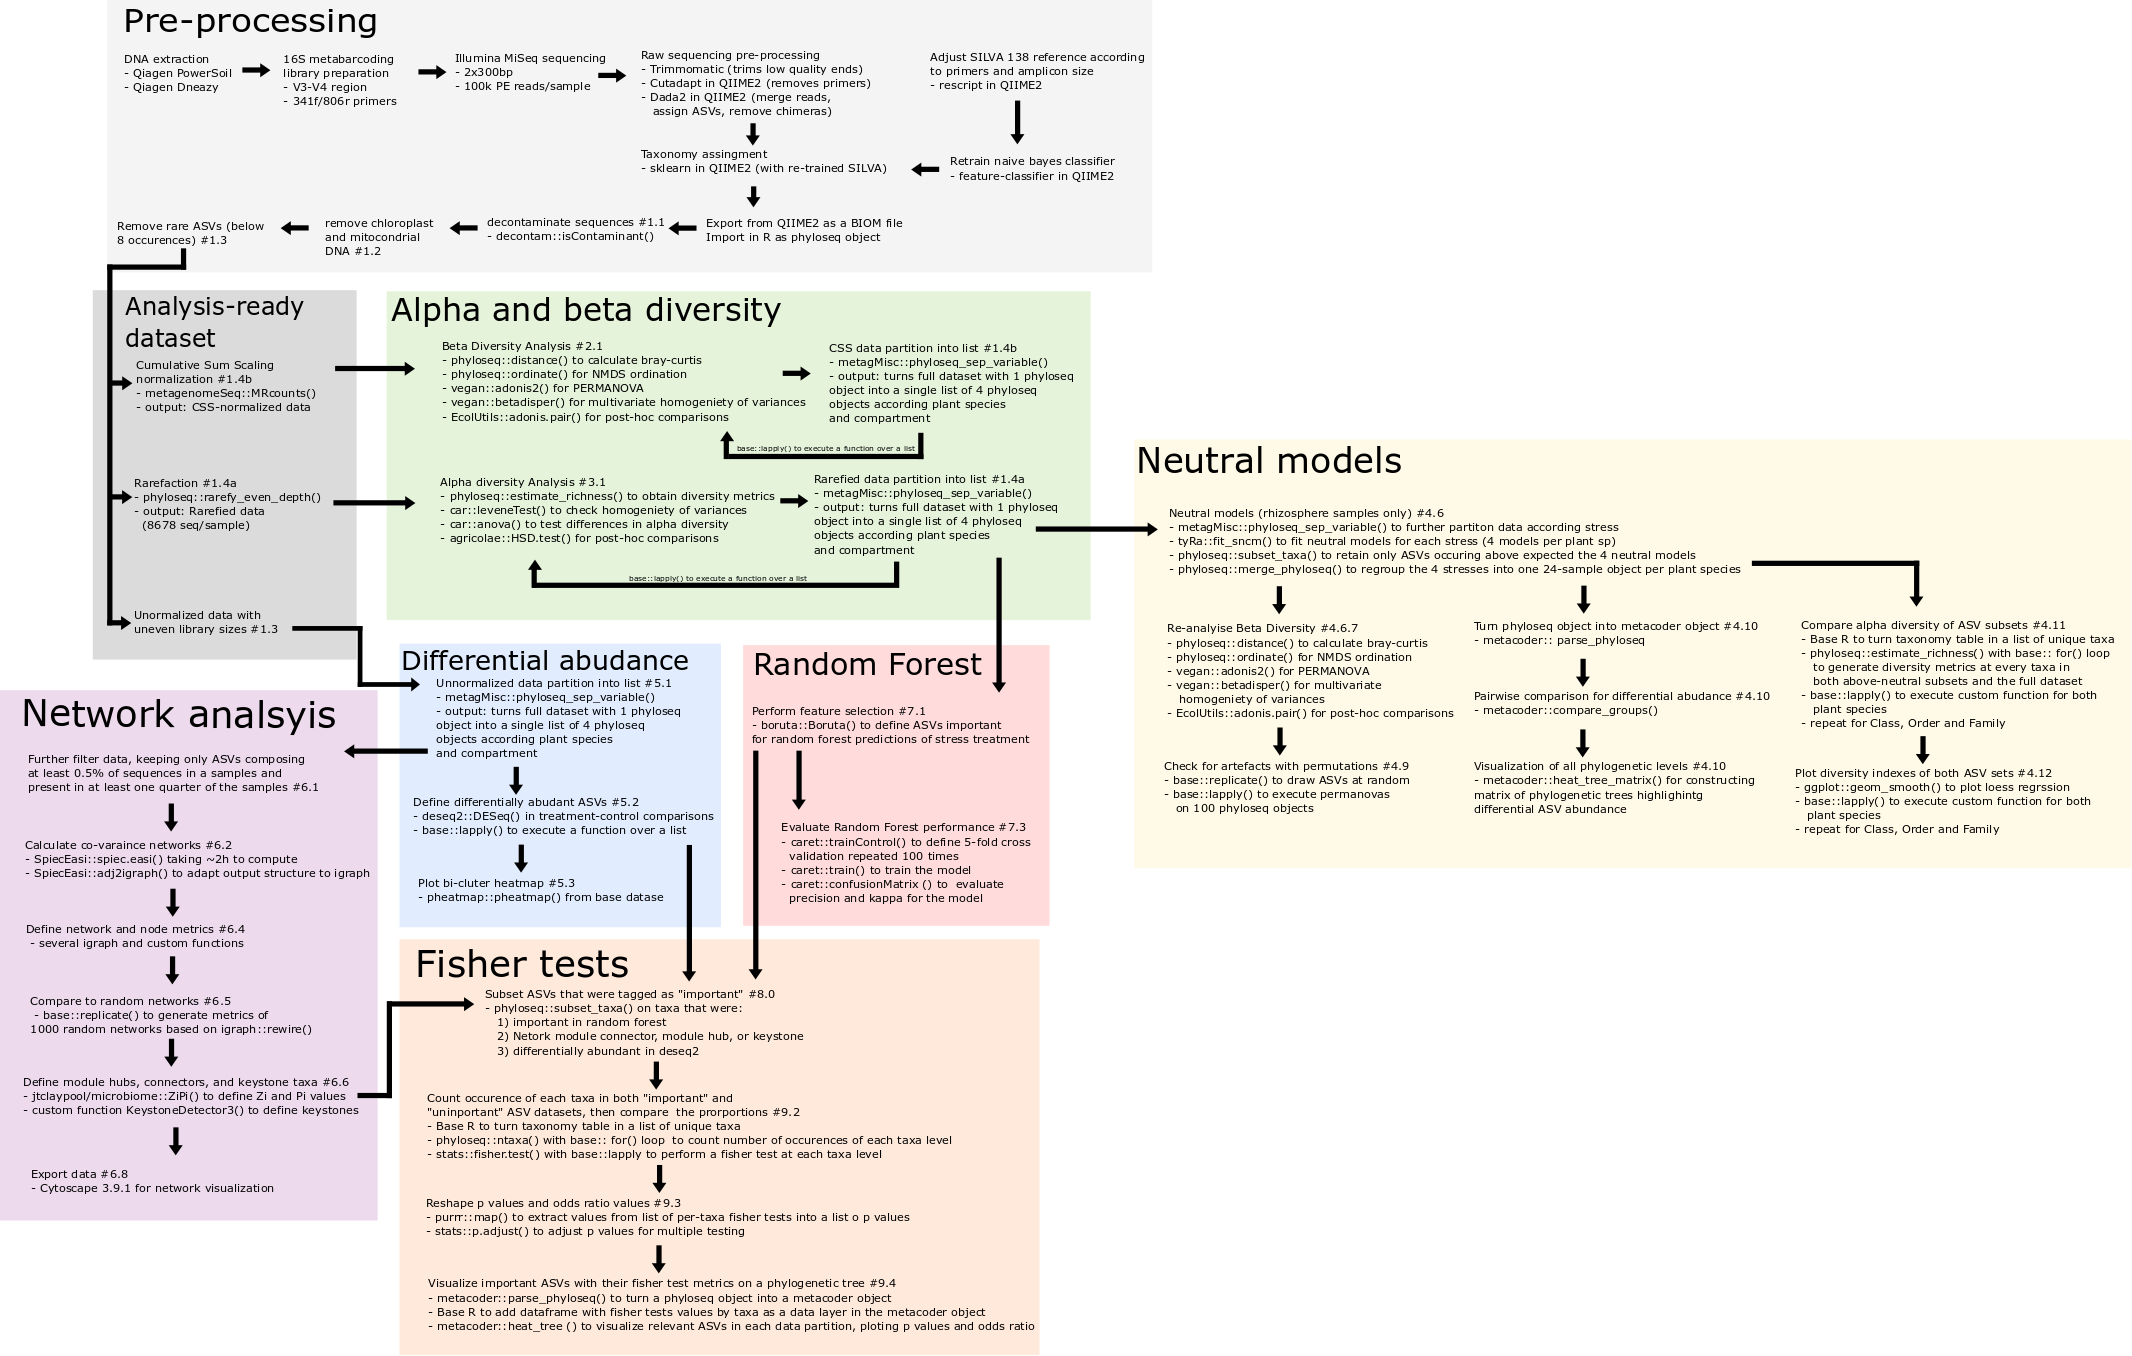 Pre-processing
DNA extraction
- Qiagen PowerSoil
- Qiagen Dneazy
16S metabarcoding
library preparation
- V3-V4 region
- 341f/806r primers
Illumina MiSeq sequencing
- 2x300bp
- 100k PE reads/sample
Raw sequencing pre-processing
- Trimmomatic (trims low quality ends)
- Cutadapt in QIIME2 (removes primers)
- Dada2 in QIIME2 (merge reads,
assign ASVs, remove chimeras)
Adjust SILVA 138 reference according
to primers and amplicon size
- rescript in QIIME2
Taxonomy assingment
- sklearn in QIIME2 (with re-trained SILVA)
Retrain naive bayes classifier
- feature-classifier in QIIME2
Remove rare ASVs (below
8 occurences) #1.3
remove chloroplast
and mitocondrial
DNA #1.2
decontaminate sequences #1.1
- decontam::isContaminant()
Export from QIIME2 as a BIOM file
Import in R as phyloseq object
Analysis-ready
dataset
Cumulative Sum Scaling
normalization #1.4b
- metagenomeSeq::MRcounts()
- output: CSS-normalized data
Rarefaction #1.4a
- phyloseq::rarefy_even_depth()
- output: Rarefied data
(8678 seq/sample)
Unormalized data with
uneven library sizes #1.3
Alpha and beta diversity
Beta Diversity Analysis #2.1
- phyloseq::distance() to calculate bray-curtis
- phyloseq::ordinate() for NMDS ordination
- vegan::adonis2() for PERMANOVA
- vegan::betadisper() for multivariate homogeniety of variances
- EcolUtils::adonis.pair() for post-hoc comparisons
CSS data partition into list #1.4b
- metagMisc::phyloseq_sep_variable()
- output: turns full dataset with 1 phyloseq
object into a single list of 4 phyloseq
objects according plant species
and compartment
base::lapply() to execute a function over a list
Alpha diversity Analysis #3.1
- phyloseq::estimate_richness() to obtain diversity metrics
- car::leveneTest() to check homogeniety of variances
- car::anova() to test differences in alpha diversity
- agricolae::HSD.test() for post-hoc comparisons
Rarefied data partition into list #1.4a
- metagMisc::phyloseq_sep_variable()
- output: turns full dataset with 1 phyloseq
object into a single list of 4 phyloseq
objects according plant species
and compartment
base::lapply() to execute a function over a list
Neutral models
Neutral models (rhizosphere samples only) #4.6
- metagMisc::phyloseq_sep_variable() to further partiton data according stress
- tyRa::fit_sncm() to fit neutral models for each stress (4 models per plant sp)
- phyloseq::subset_taxa() to retain only ASVs occuring above expected the 4 neutral models
- phyloseq::merge_phyloseq() to regroup the 4 stresses into one 24-sample object per plant species
Re-analyise Beta Diversity #4.6.7
- phyloseq::distance() to calculate bray-curtis
- phyloseq::ordinate() for NMDS ordination
- vegan::adonis2() for PERMANOVA
- vegan::betadisper() for multivariate
homogeniety of variances
- EcolUtils::adonis.pair() for post-hoc comparisons
Check for artefacts with permutations #4.9
- base::replicate() to draw ASVs at random
- base::lapply() to execute permanovas
on 100 phyloseq objects
Turn phyloseq object into metacoder object #4.10
- metacoder:: parse_phyloseq
Pairwise comparison for differential abudance #4.10
- metacoder::compare_groups()
Visualization of all phylogenetic levels #4.10
- metacoder::heat_tree_matrix() for constructing
matrix of phylogenetic trees highlighintg
differential ASV abundance
Compare alpha diversity of ASV subsets #4.11
- Base R to turn taxonomy table in a list of unique taxa
- phyloseq::estimate_richness() with base:: for() loop
to generate diversity metrics at every taxa in
both above-neutral subsets and the full dataset
- base::lapply() to execute custom function for both
plant species
- repeat for Class, Order and Family
Plot diversity indexes of both ASV sets #4.12
- ggplot::geom_smooth() to plot loess regrssion
- base::lapply() to execute custom function for both
plant species
- repeat for Class, Order and Family
Differential abudance
Unnormalized data partition into list #5.1
- metagMisc::phyloseq_sep_variable()
- output: turns full dataset with 1 phyloseq
object into a single list of 4 phyloseq
objects according plant species
and compartment
Define differentially abudant ASVs #5.2
- deseq2::DESeq() in treatment-control comparisons
- base::lapply() to execute a function over a list
Plot bi-cluter heatmap #5.3
- pheatmap::pheatmap() from base datase
Random Forest
Perform feature selection #7.1
- boruta::Boruta() to define ASVs important
for random forest predictions of stress treatment
Evaluate Random Forest performance #7.3
- caret::trainControl() to define 5-fold cross
validation repeated 100 times
- caret::train() to train the model
- caret::confusionMatrix () to evaluate
precision and kappa for the model
Network analsyis
Further filter data, keeping only ASVs composing
at least 0.5% of sequences in a samples and
present in at least one quarter of the samples #6.1
Calculate co-varaince networks #6.2
- SpiecEasi::spiec.easi() taking ~2h to compute
- SpiecEasi::adj2igraph() to adapt output structure to igraph
Define network and node metrics #6.4
- several igraph and custom functions
Compare to random networks #6.5
- base::replicate() to generate metrics of
1000 random networks based on igraph::rewire()
Define module hubs, connectors, and keystone taxa #6.6
- jtclaypool/microbiome::ZiPi() to define Zi and Pi values
- custom function KeystoneDetector3() to define keystones
Export data #6.8
- Cytoscape 3.9.1 for network visualization
Fisher tests
Subset ASVs that were tagged as "important" #8.0
- phyloseq::subset_taxa() on taxa that were:
1) important in random forest
2) Netork module connector, module hub, or keystone
3) differentially abundant in deseq2
Count occurence of each taxa in both "important" and
"uninportant" ASV datasets, then compare the prorportions #9.2
- Base R to turn taxonomy table in a list of unique taxa
- phyloseq::ntaxa() with base:: for() loop to count number of occurences of each taxa level
- stats::fisher.test() with base::lapply to perform a fisher test at each taxa level
Reshape p values and odds ratio values #9.3
- purrr::map() to extract values from list of per-taxa fisher tests into a list o p values
- stats::p.adjust() to adjust p values for multiple testing
Visualize important ASVs with their fisher test metrics on a phylogenetic tree #9.4
- metacoder::parse_phyloseq() to turn a phyloseq object into a metacoder object
- Base R to add dataframe with fisher tests values by taxa as a data layer in the metacoder object
- metacoder::heat_tree () to visualize relevant ASVs in each data partition, ploting p values and odds ratio